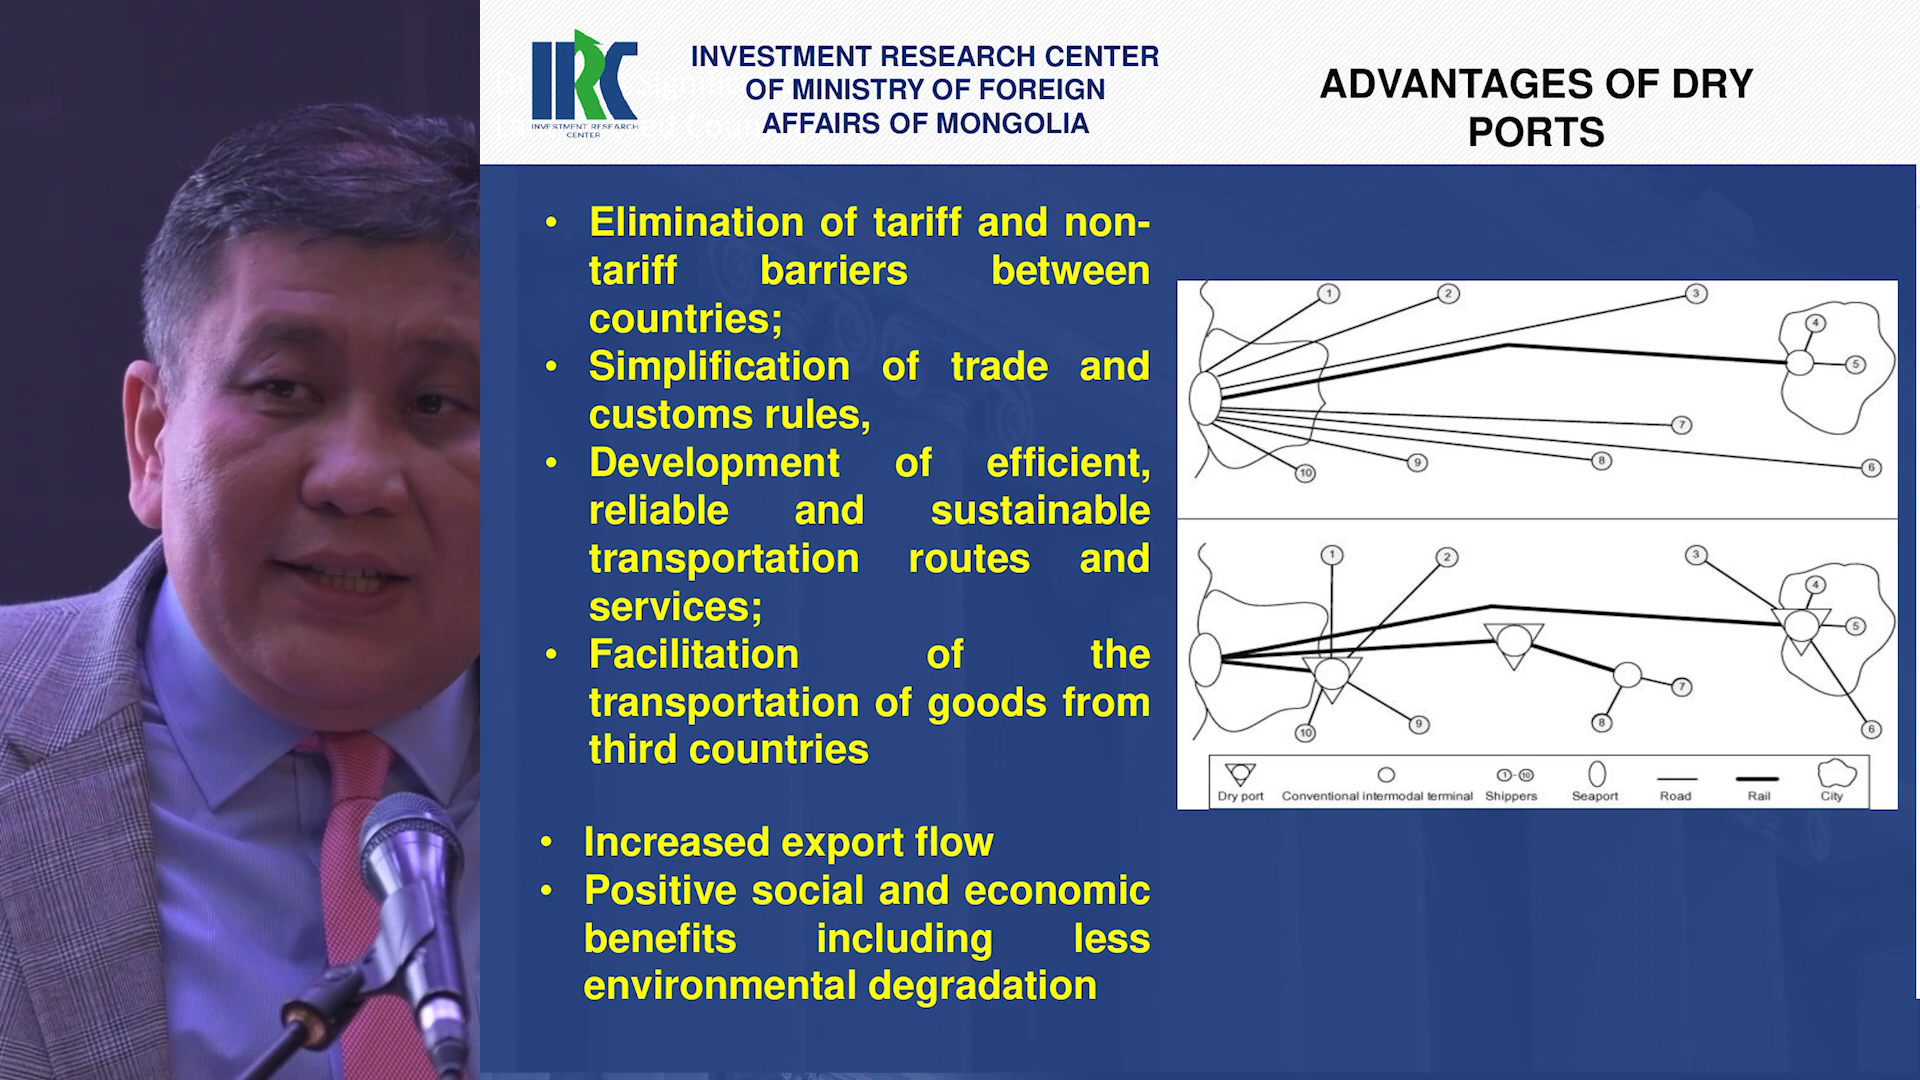 IRC
INVESTMENT RESEARCH
CENTER
INVESTMENT RESEARCH CENTER
OF MINISTRY OF FOREIGN
AFFAIRS OF MONGOLIA
ADVANTAGES OF DRY
PORTS
• Elimination of tariff and non-
tariff barriers between
countries;
• Simplification of trade and
customs rules,
• Development of efficient,
reliable and sustainable
transportation routes and
services;
• Facilitation of the
transportation of goods from
third countries
• Increased export flow
• Positive social and economic
benefits including less
environmental degradation
1 2 3
4
5
7
10 9 8 6
1 2 3
4
5
7
10 9 8 6
1 - 10
Dry port Conventional intermodal terminal Shippers Seaport Road Rail City